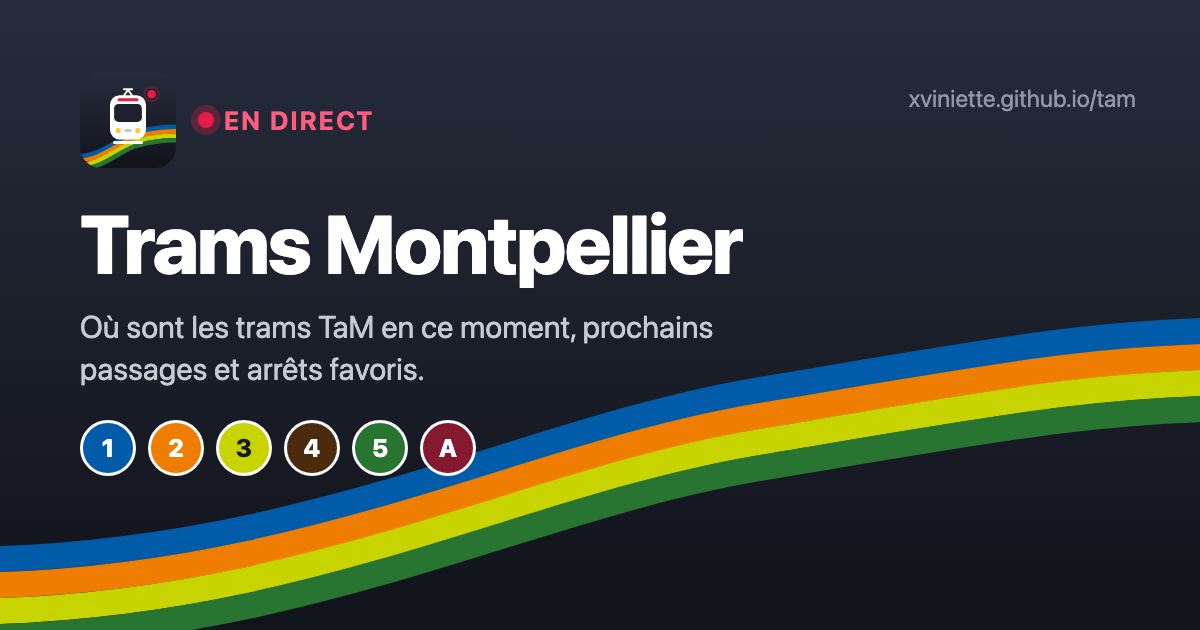 EN DIRECT
xviniette.github.io/tam
Trams Montpellier
Où sont les trams TaM en ce moment, prochains
passages et arrêts favoris.
1 2 3 4 5 A